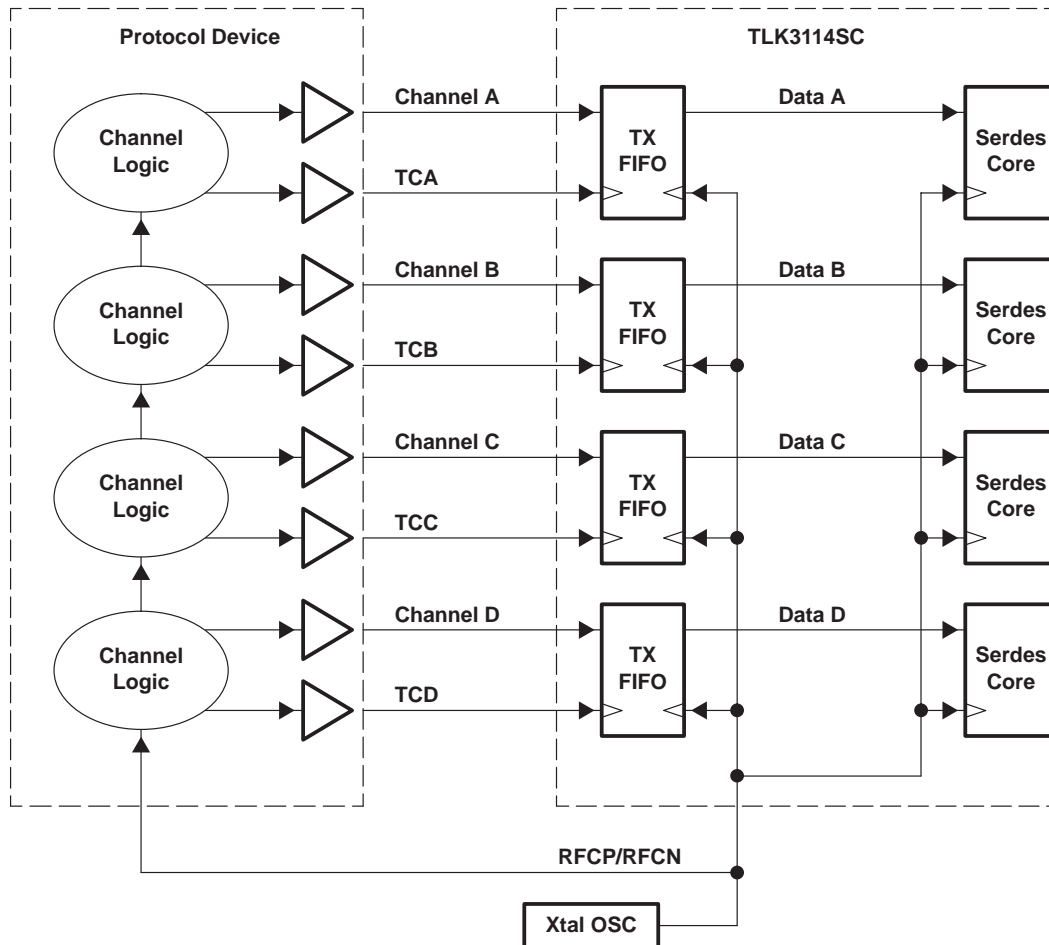 Protocol Device
TLK3114SC
Channel
Logic
Channel A
TCA
TX
FIFO
Data A
Serdes
Core
Channel
Logic
Channel B
TCB
TX
FIFO
Data B
Serdes
Core
Channel
Logic
Channel C
TCC
TX
FIFO
Data C
Serdes
Core
Channel
Logic
Channel D
TCD
TX
FIFO
Data D
Serdes
Core
RFCP/RFCN
Xtal OSC